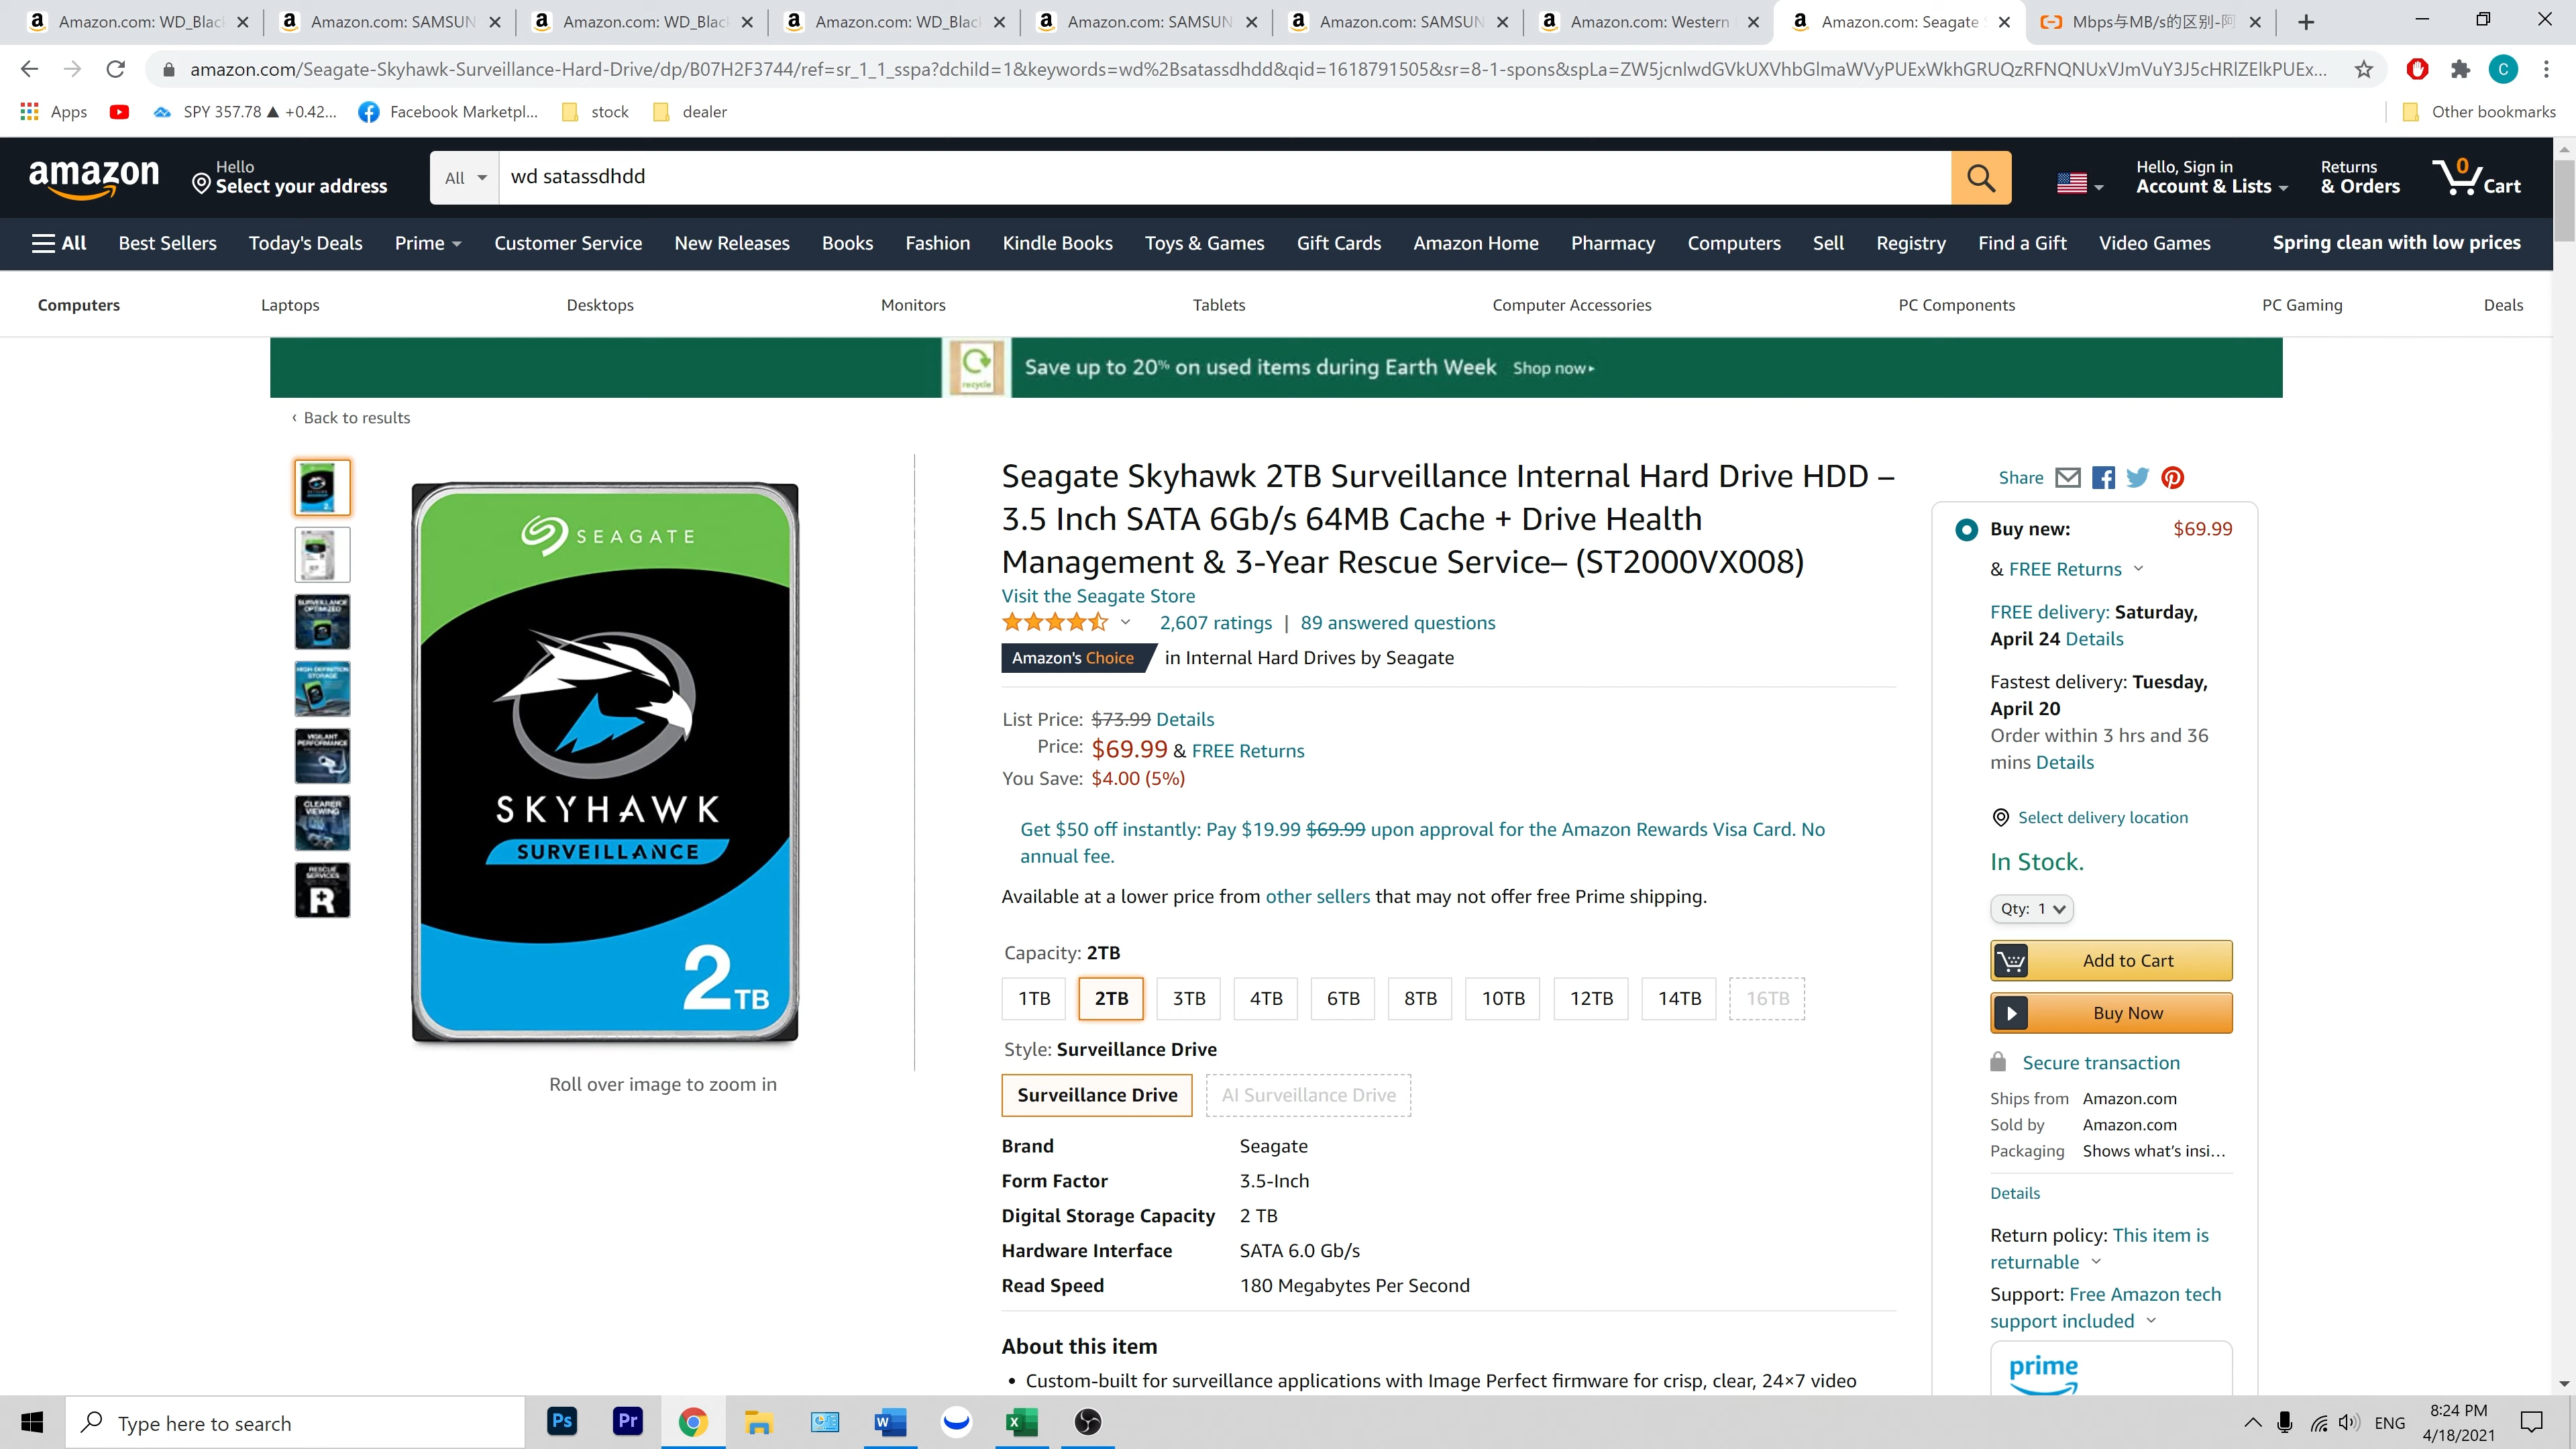 Amazon.com: WD_Blac
Amazon.com: SAMSUN
Amazon.com: WD_Blac
Amazon.com: WD_Blac
Amazon.com: SAMSUN
Amazon.com: SAMSUN
Amazon.com: Western
Amazon.com: Seagate
Mbps与MB/s的区别-阿
amazon.com/Seagate-Skyhawk-Surveillance-Hard-Drive/dp/B07H2F3744/ref=sr_1_1_sspa?dchild=1&keywords=wd%2Bsatassdhdd&qid=1618791505&sr=8-1-spons&spLa=ZW5jcnlwdGVkUXVhbGlmaWVyPUExWkhGRUQzRFNQNUxVJmVuY3J5cHRlZElkPUEx...
C
Apps
SPY 357.78 ▲ +0.42...
Facebook Marketpl...
stock
dealer
Other bookmarks
amazon
Hello
Select your address
All
wd satassdhdd
Hello, Sign in
Account & Lists
Returns
& Orders
0
Cart
All
Best Sellers
Today's Deals
Prime
Customer Service
New Releases
Books
Fashion
Kindle Books
Toys & Games
Gift Cards
Amazon Home
Pharmacy
Computers
Sell
Registry
Find a Gift
Video Games
Spring clean with low prices
Computers
Laptops
Desktops
Monitors
Tablets
Computer Accessories
PC Components
PC Gaming
Deals
recycle
Save up to 20% on used items during Earth Week Shop now▸
‹ Back to results
SEAGATE
SKYHAWK
SURVEILLANCE
2TB
SURVEILLANCE
OPTIMIZED
HIGH-DEFINITION
STORAGE
VIGILANT
PERFORMANCE
CLEARER
VIEWING
RESCUE
SERVICES
R
Roll over image to zoom in
Seagate Skyhawk 2TB Surveillance Internal Hard Drive HDD –
3.5 Inch SATA 6Gb/s 64MB Cache + Drive Health
Management & 3-Year Rescue Service– (ST2000VX008)
Visit the Seagate Store
2,607 ratings | 89 answered questions
Amazon's Choice in Internal Hard Drives by Seagate
List Price: $73.99 Details
Price: $69.99 & FREE Returns
You Save: $4.00 (5%)
Get $50 off instantly: Pay $19.99 $69.99 upon approval for the Amazon Rewards Visa Card. No
annual fee.
Available at a lower price from other sellers that may not offer free Prime shipping.
Capacity: 2TB
1TB
2TB
3TB
4TB
6TB
8TB
10TB
12TB
14TB
16TB
Style: Surveillance Drive
Surveillance Drive
AI Surveillance Drive
Brand Seagate
Form Factor 3.5-Inch
Digital Storage Capacity 2 TB
Hardware Interface SATA 6.0 Gb/s
Read Speed 180 Megabytes Per Second
About this item
• Custom-built for surveillance applications with Image Perfect firmware for crisp, clear, 24×7 video
Share
Buy new: $69.99
& FREE Returns
FREE delivery: Saturday,
April 24 Details
Fastest delivery: Tuesday,
April 20
Order within 3 hrs and 36
mins Details
Select delivery location
In Stock.
Qty: 1
Add to Cart
Buy Now
Secure transaction
Ships from Amazon.com
Sold by Amazon.com
Packaging Shows what's insi...
Details
Return policy: This item is
returnable
Support: Free Amazon tech
support included
prime
Type here to search
Ps
Pr
W
X
ENG
8:24 PM
4/18/2021